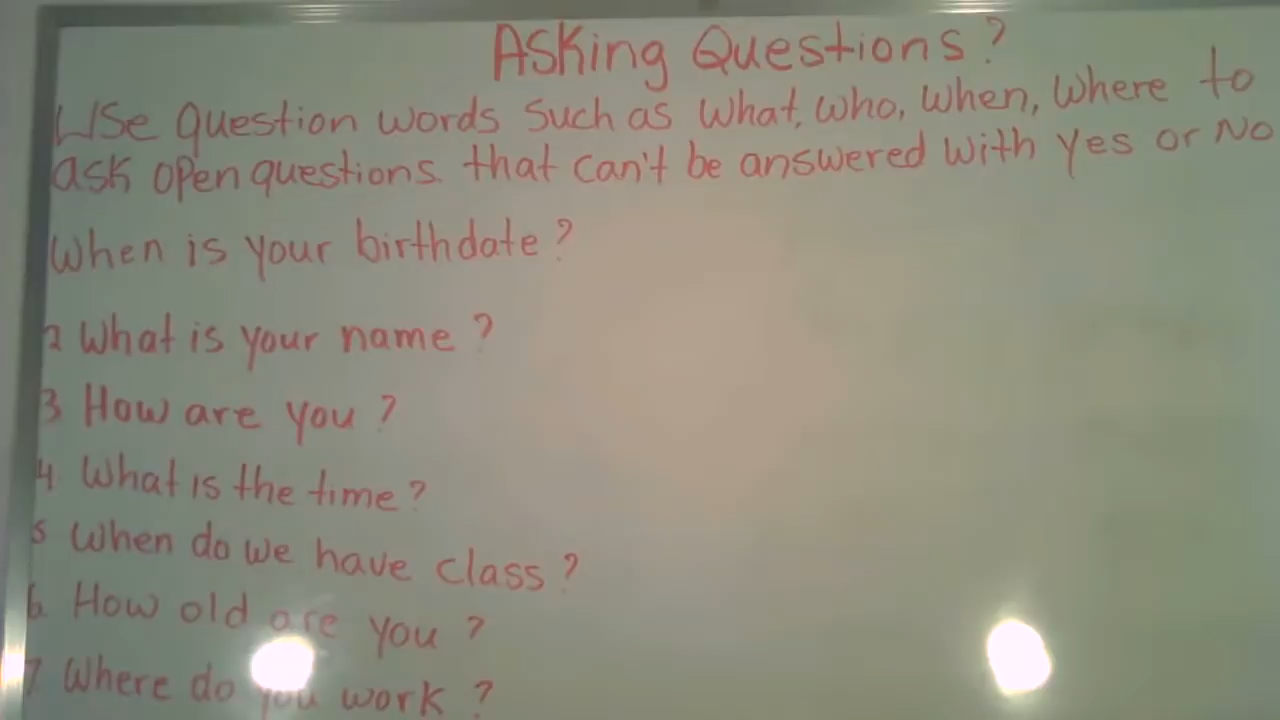 Asking Questions?
Use question words such as what, who, when, where to
ask open questions that can't be answered with yes or No
When is your birthdate?
2 What is your name?
3 How are you?
4 What is the time?
5 When do we have class?
6. How old are you?
7 Where do you work?